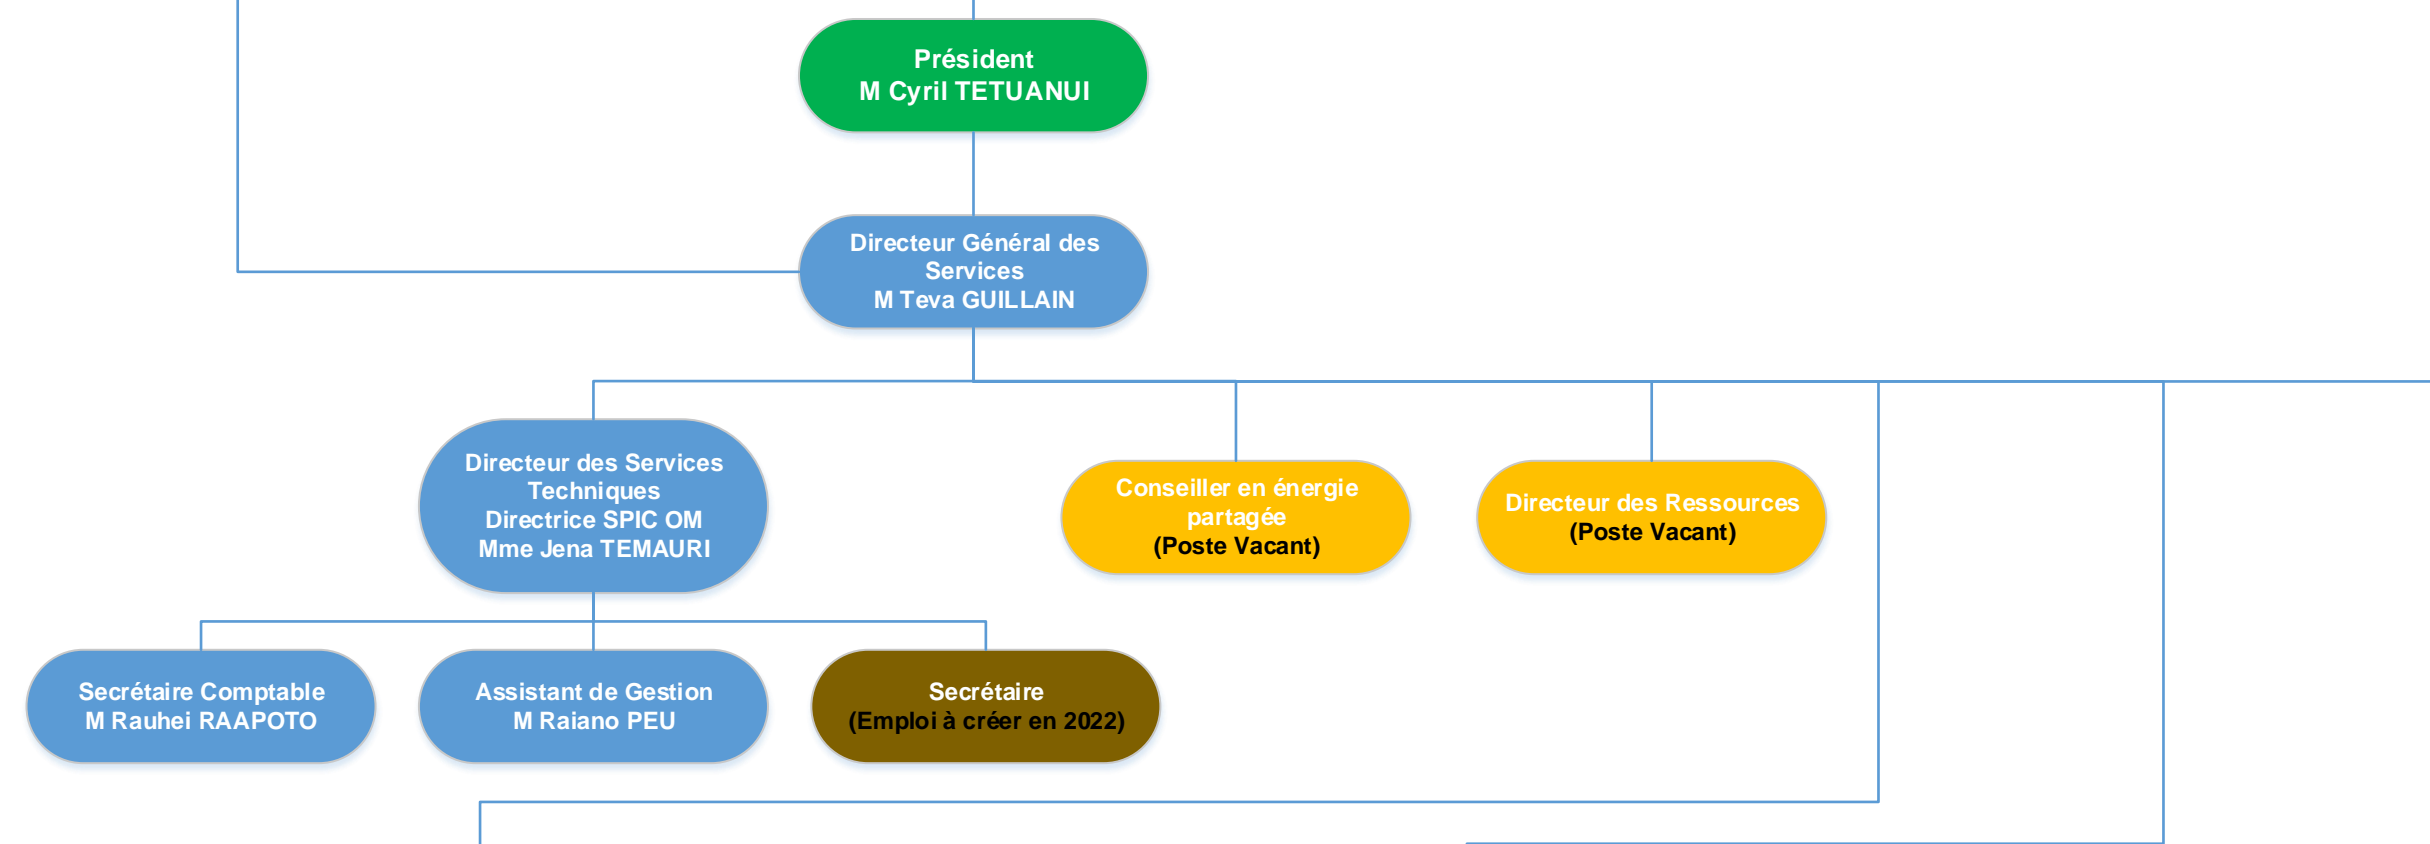 Président
M Cyril TETUANUI
Directeur Général des
Services
M Teva GUILLAIN
Directeur des Services
Techniques
Directrice SPIC OM
Mme Jena TEMAURI
Conseiller en énergie
partagée
(Poste Vacant)
Directeur des Ressources
(Poste Vacant)
Secrétaire Comptable
M Rauhei RAAPOTO
Assistant de Gestion
M Raiano PEU
Secrétaire
(Emploi à créer en 2022)